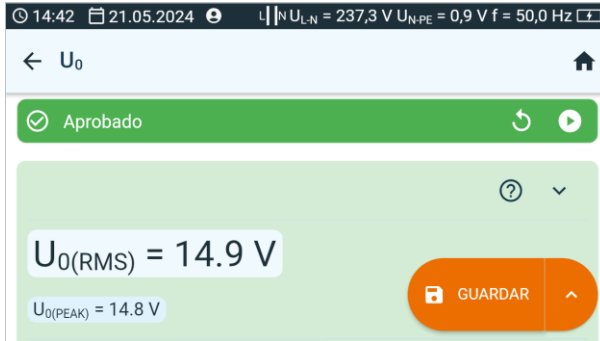 14:42 21.05.2024 L N U L-N = 237,3 V U N-PE = 0,9 V f = 50,0 Hz
U0
Aprobado
U0(RMS) = 14.9 V
U0(PEAK) = 14.8 V
GUARDAR